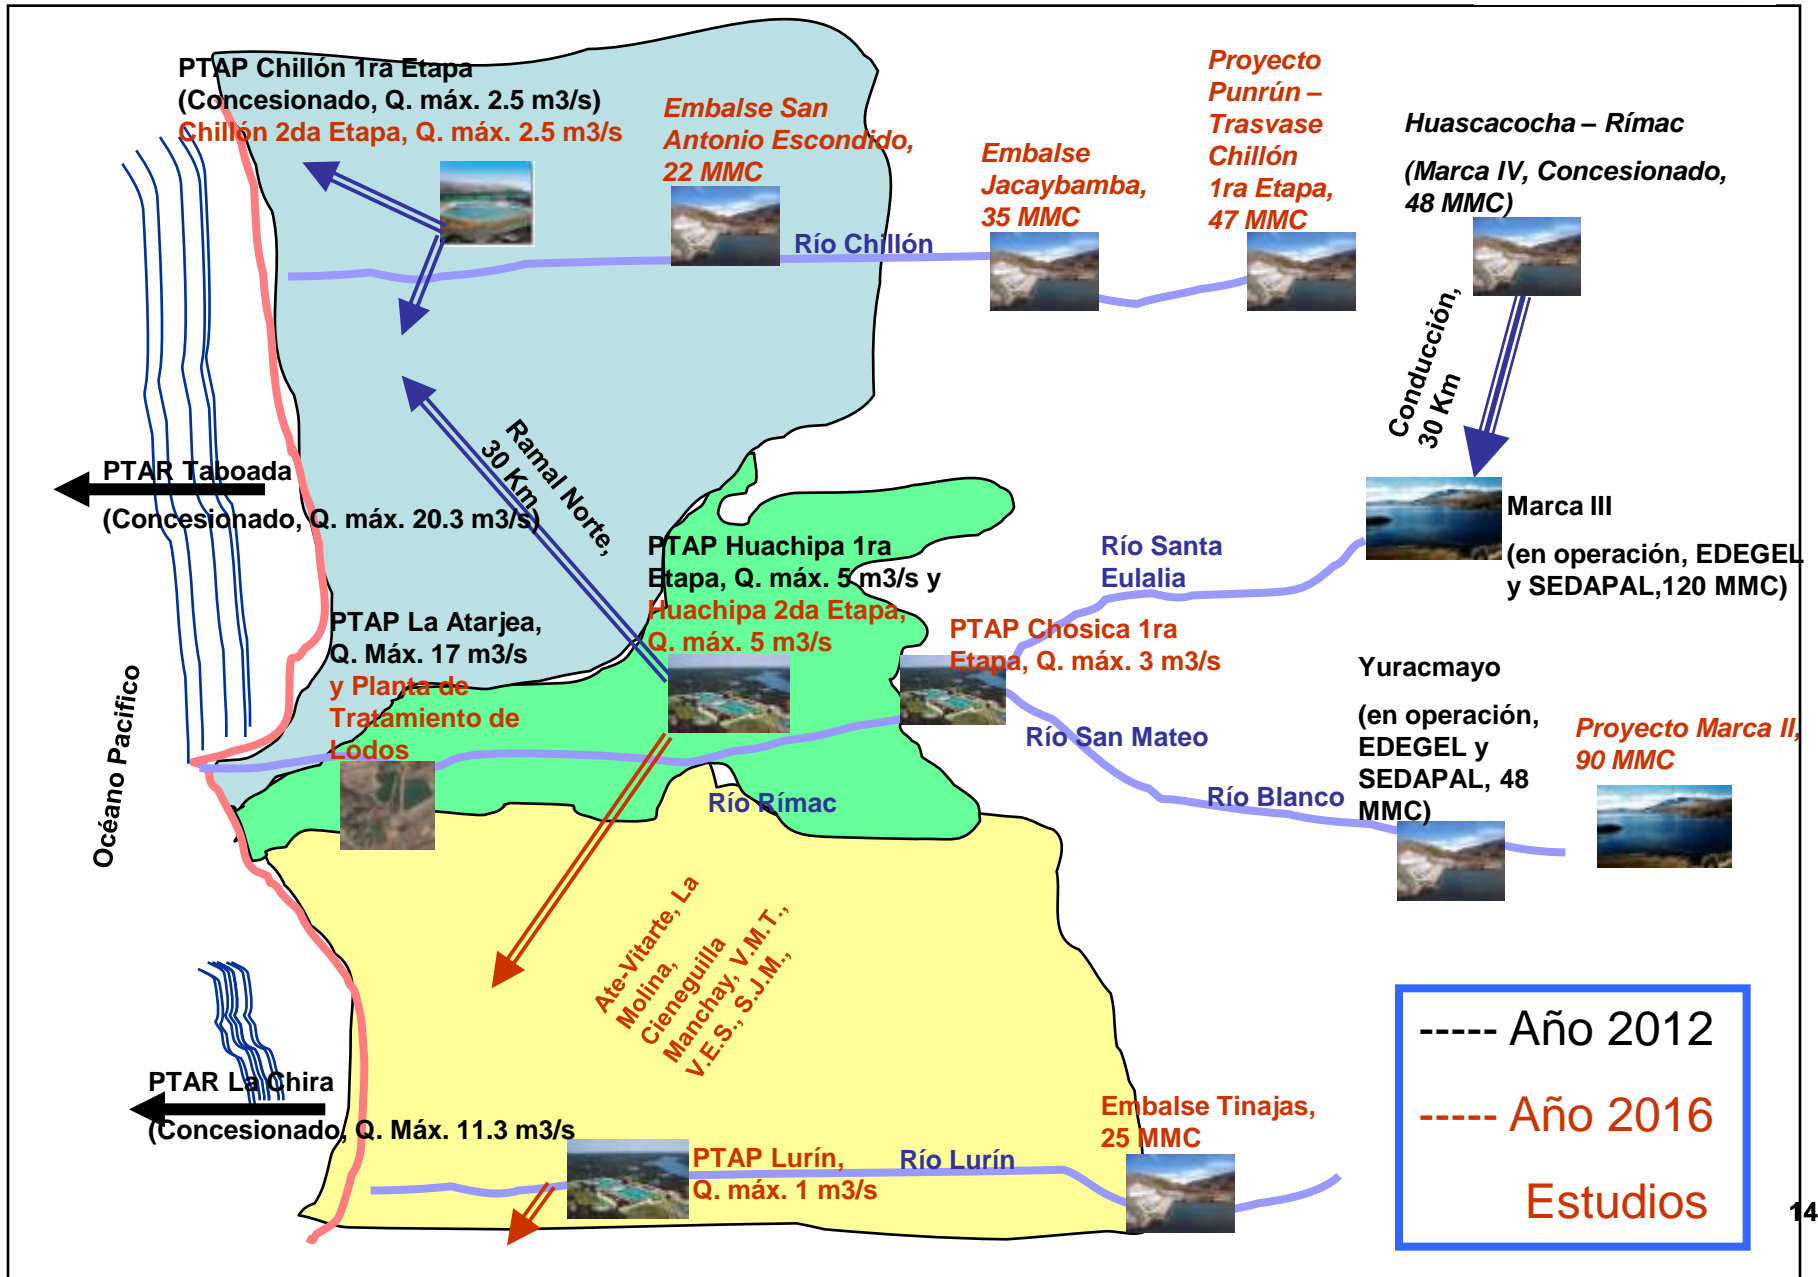 PTAP Chillón 1ra Etapa
(Concesionado, Q. máx. 2.5 m3/s)
Chillón 2da Etapa, Q. máx. 2.5 m3/s
Embalse San
Antonio Escondido,
22 MMC
Embalse
Jacaybamba,
35 MMC
Proyecto
Punrún –
Trasvase
Chillón
1ra Etapa,
47 MMC
Huascacocha – Rímac
(Marca IV, Concesionado,
48 MMC)
Río Chillón
Conducción,
30 Km
Ramal Norte,
30 Km
PTAR Taboada
(Concesionado, Q. máx. 20.3 m3/s)
Marca III
(en operación, EDEGEL
y SEDAPAL,120 MMC)
PTAP Huachipa 1ra
Etapa, Q. máx. 5 m3/s y
Huachipa 2da Etapa,
Q. máx. 5 m3/s
Río Santa
Eulalia
PTAP La Atarjea,
Q. Máx. 17 m3/s
y Planta de
Tratamiento de
Lodos
PTAP Chosica 1ra
Etapa, Q. máx. 3 m3/s
Yuracmayo
(en operación,
EDEGEL y
SEDAPAL, 48
MMC)
Proyecto Marca II,
90 MMC
Río San Mateo
Río Blanco
Río Rímac
Océano Pacifico
Ate-Vitarte, La
Molina,
Cieneguilla
Manchay, V.M.T.,
V.E.S., S.J.M.,
PTAR La Chira
(Concesionado, Q. Máx. 11.3 m3/s
PTAP Lurín,
Q. máx. 1 m3/s
Río Lurín
Embalse Tinajas,
25 MMC
----- Año 2012
----- Año 2016
Estudios
14